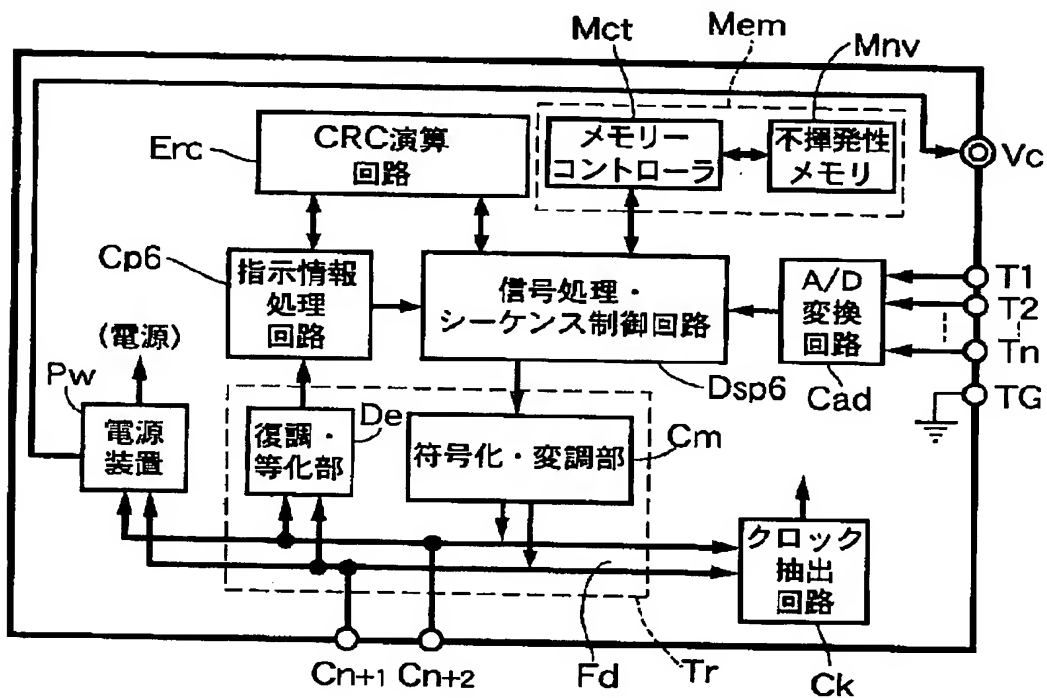 Mct
Mem
Mnv
Erc
CRC演算
回路
メモリー
コントローラ
不揮発性
メモリ
Vc
Cp6
指示情報
処理
回路
信号処理・
シーケンス制御回路
A/D
変換
回路
T1
T2
Tn
TG
(電源)
Pw
電源
装置
De
復調・
等化部
Dsp6
Cad
符号化・変調部
Cm
クロック
抽出
回路
Cn+1
Cn+2
Fd
Tr
Ck